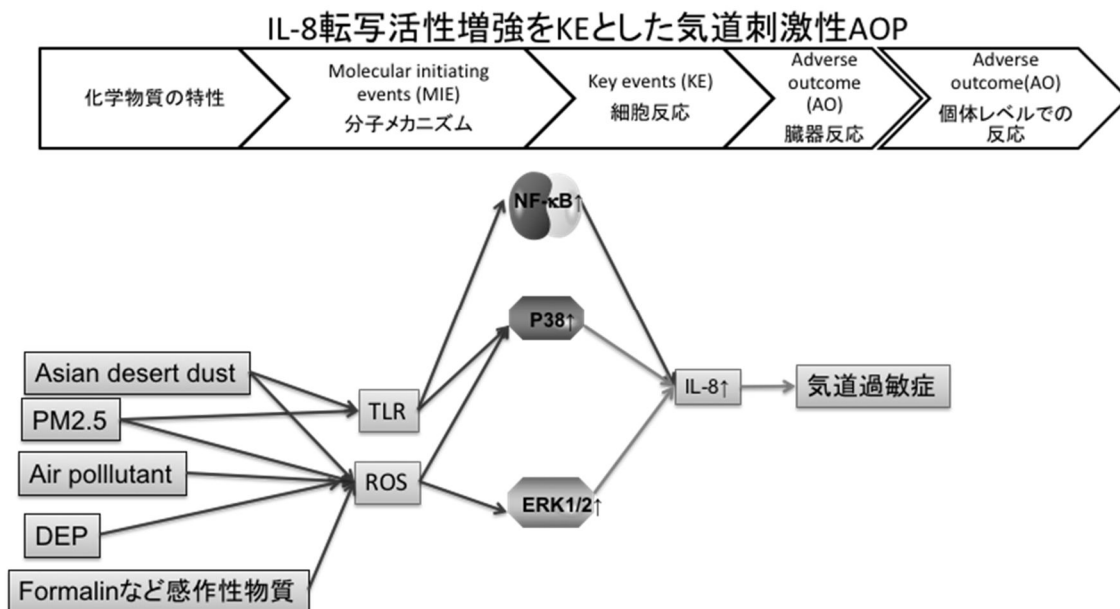 IL-8転写活性増強をKEとした気道刺激性AOP
化学物質の特性
Molecular initiating
events (MIE)
分子メカニズム
Key events (KE)
細胞反応
Adverse
outcome
(AO)
臓器反応
Adverse
outcome(AO)
個体レベルでの
反応
NF-κB↑
P38↑
Asian desert dust
TLR
IL-8↑
気道過敏症
PM2.5
Air polllutant
ROS
ERK1/2↑
DEP
Formalinなど感作性物質